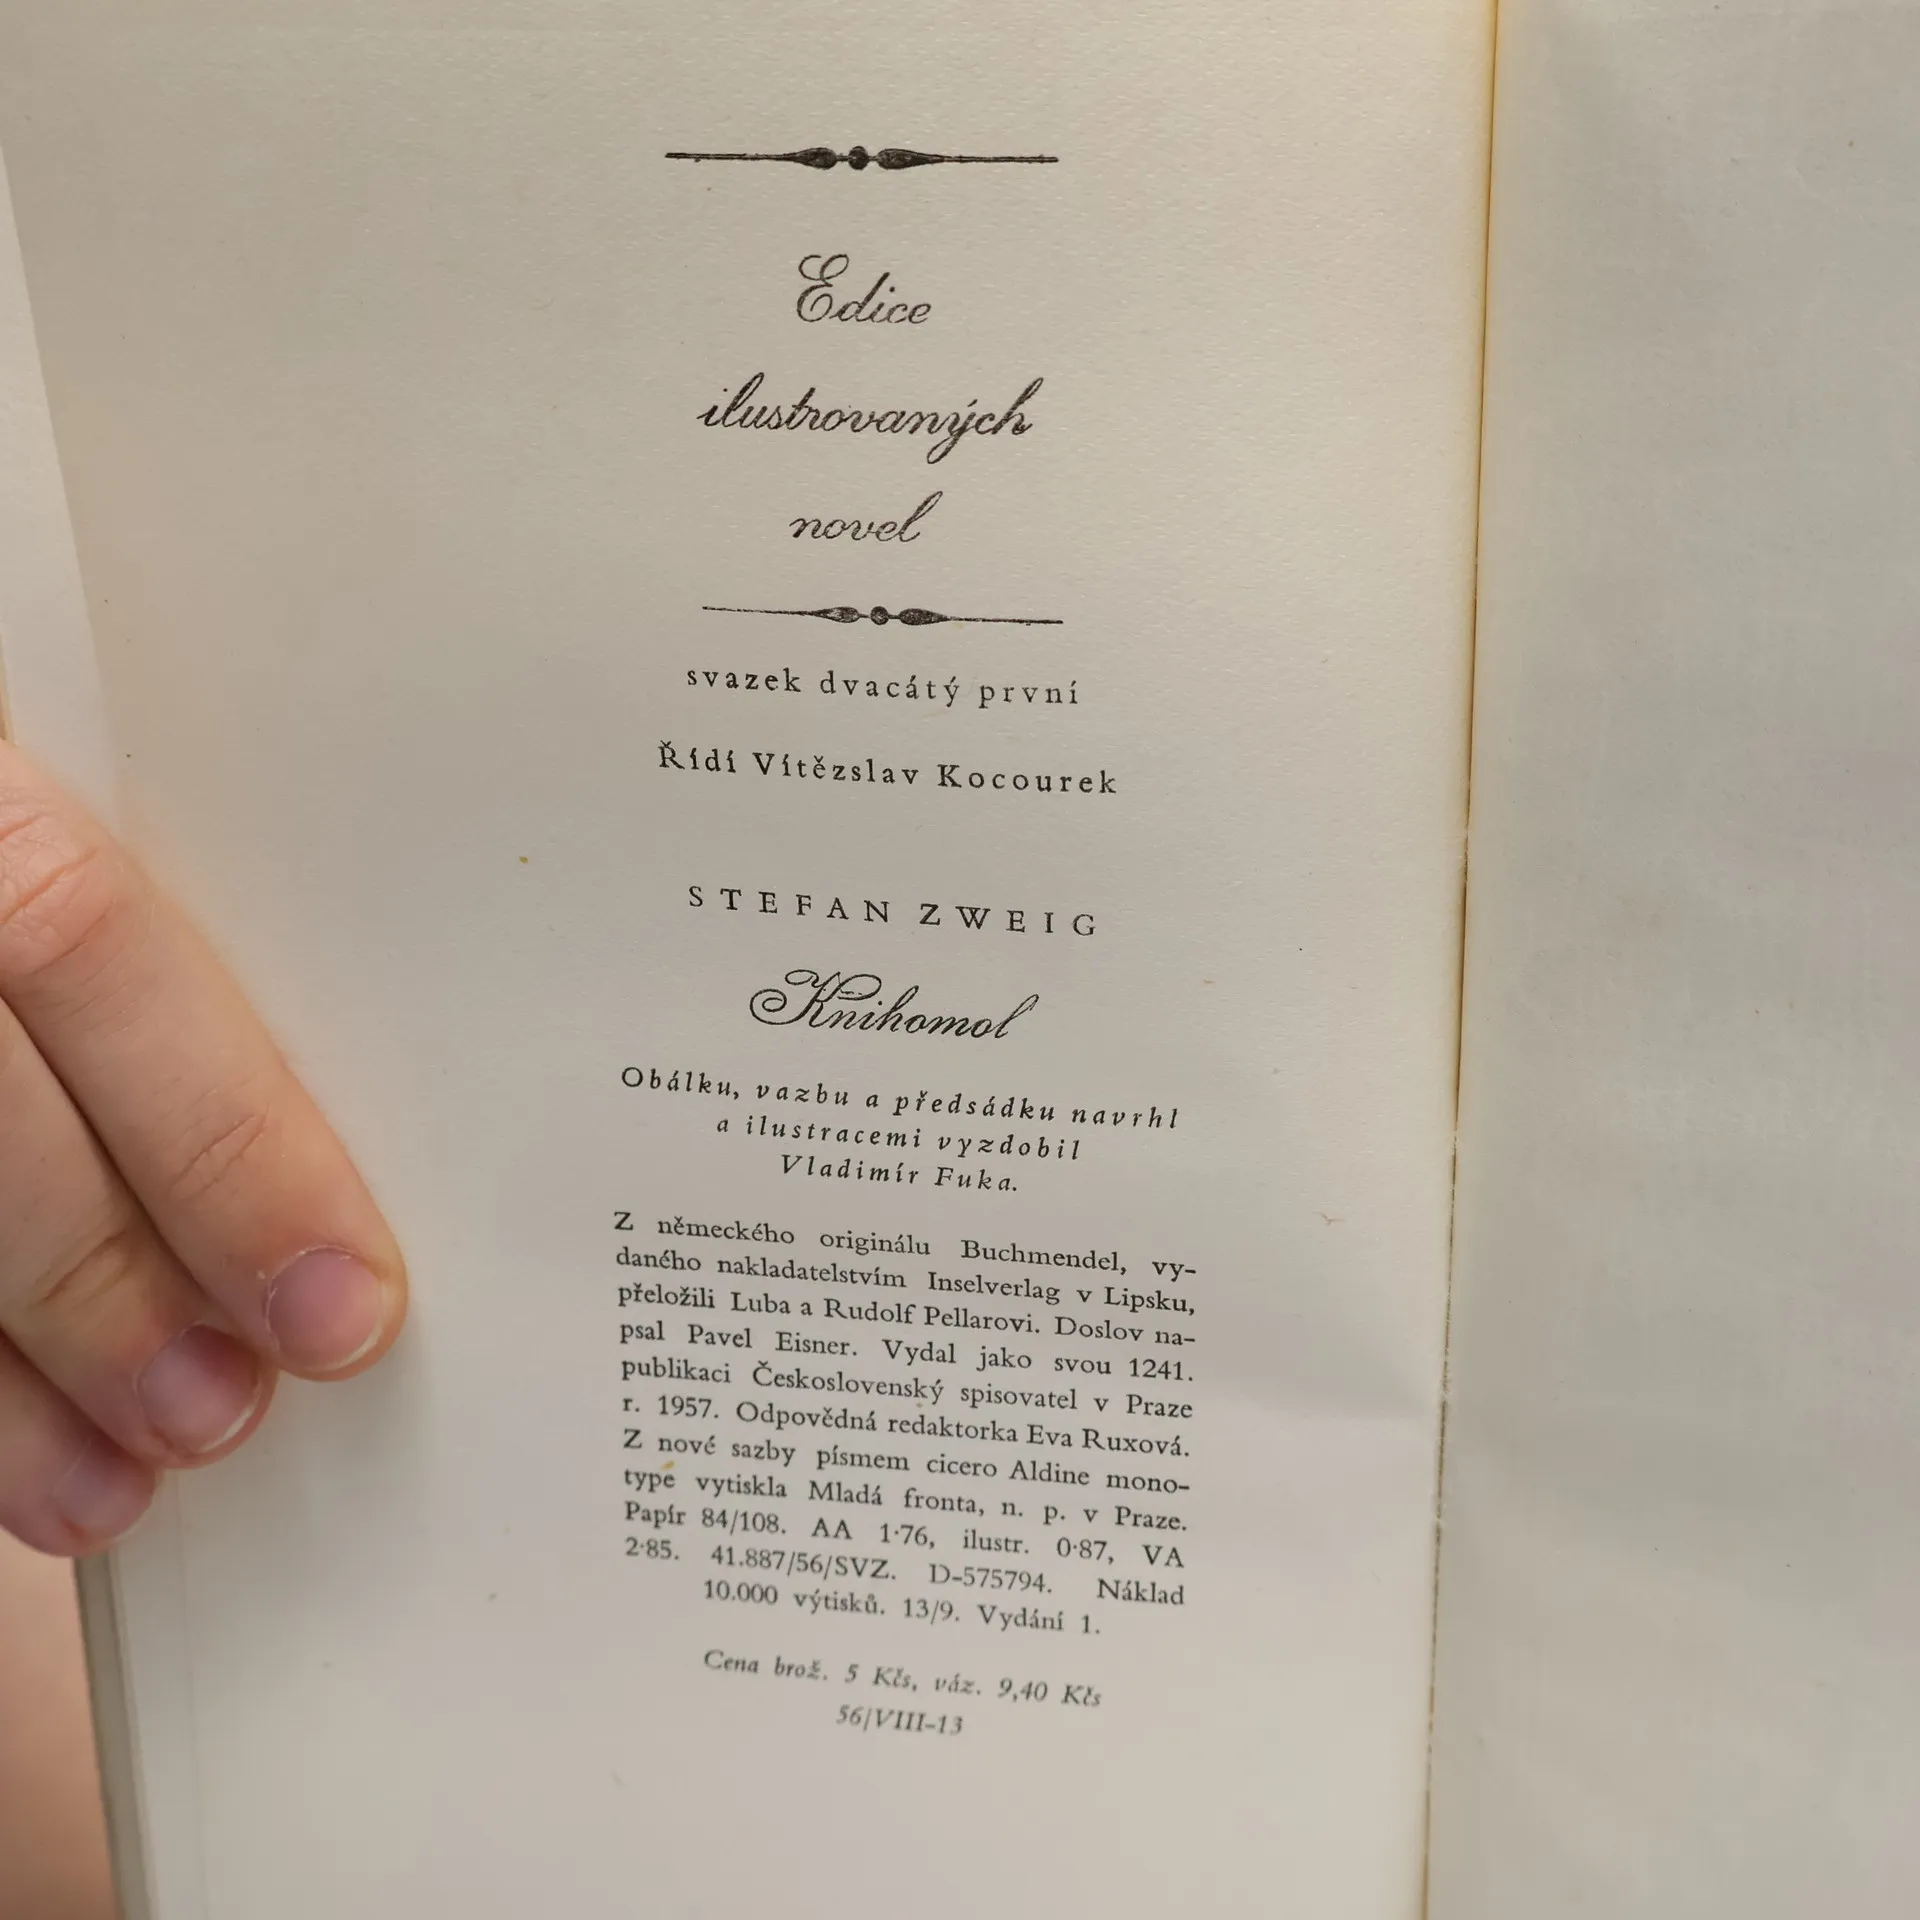 Edice
ilustrovaných
novel
svazek dvacátý první
Řídí Vítězslav Kocourek
STEFAN ZWEIG
Knihomol
Obálku, vazbu a předsádku navrhl
a ilustracemi vyzdobil
Vladimír Fuka.
Z německého originálu Buchmendel, vy-
daného nakladatelstvím Inselverlag v Lipsku,
přeložili Luba a Rudolf Pellarovi. Doslov na-
psal Pavel Eisner. Vydal jako svou 1241.
publikaci Československý spisovatel v Praze
r. 1957. Odpovědná redaktorka Eva Ruxová.
Z nové sazby písmem cicero Aldine mono-
type vytiskla Mladá fronta, n. p. v Praze.
Papír 84/108. AA 1·76, ilustr. 0·87, VA
2·85. 41.887/56/SVZ. D-575794. Náklad
10.000 výtisků. 13/9. Vydání 1.
Cena brož. 5 Kčs, váz. 9,40 Kčs
56/VIII-13